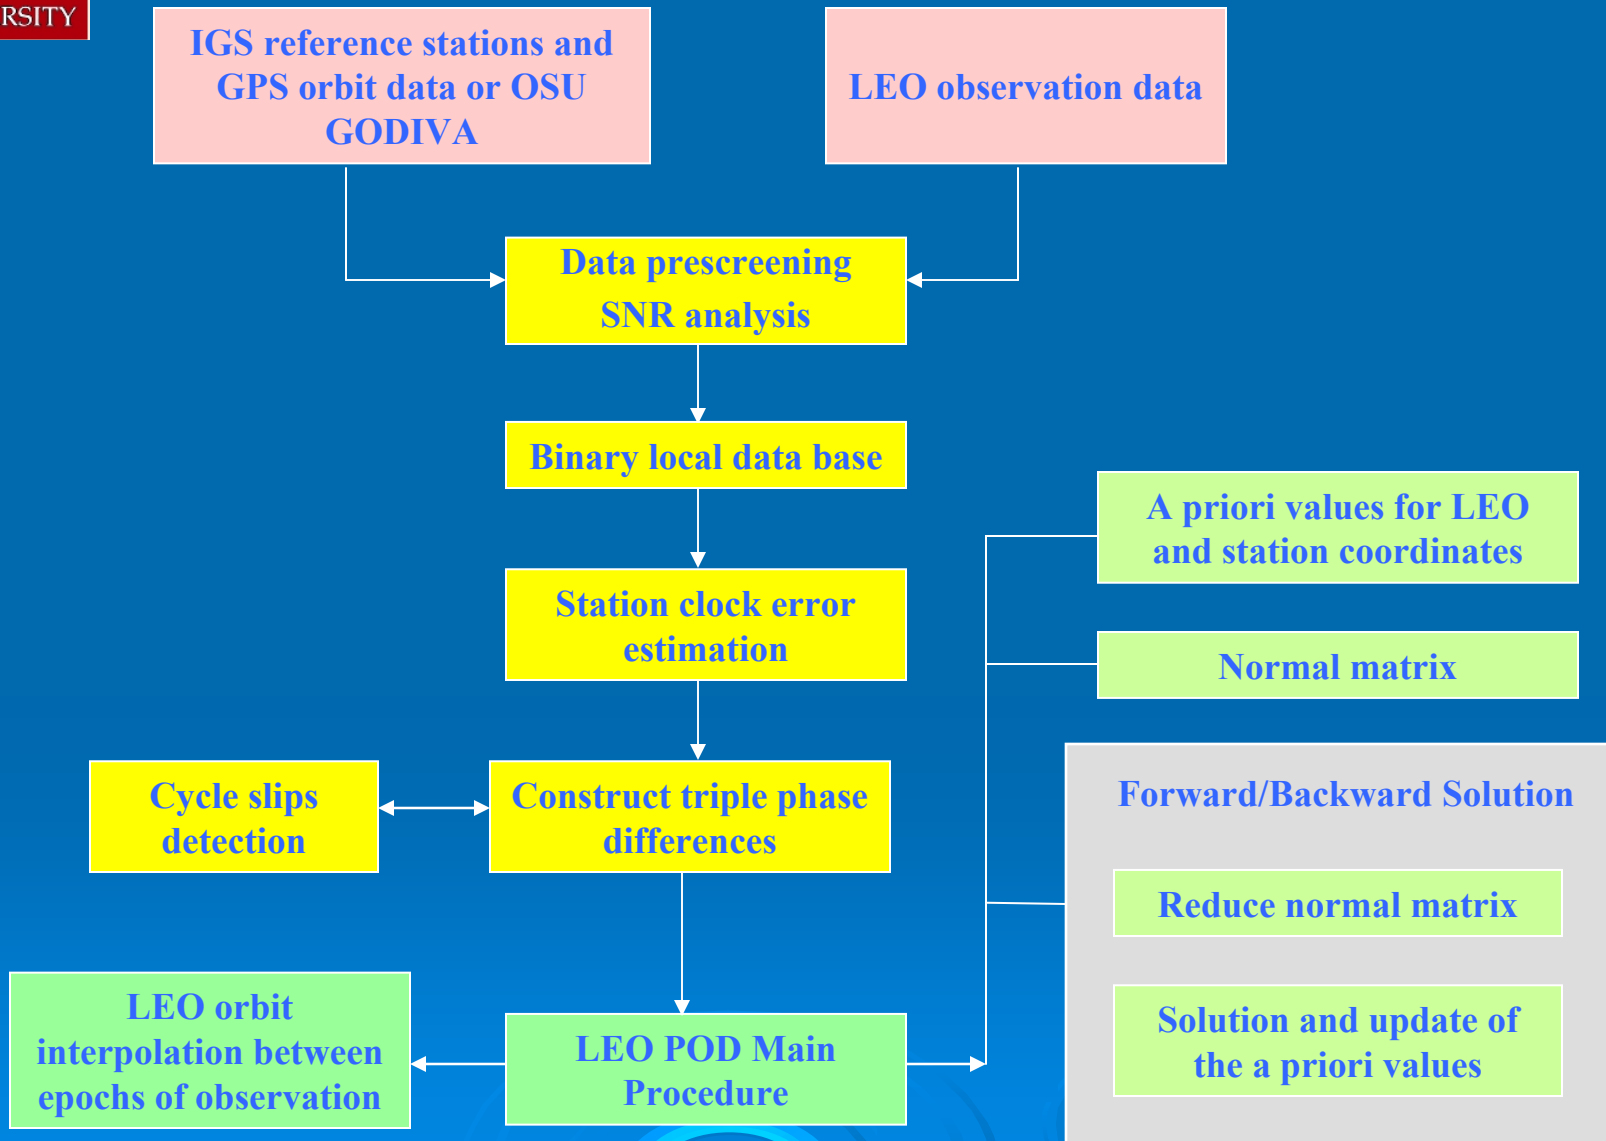 RSITY
IGS reference stations and
GPS orbit data or OSU
GODIVA
LEO observation data
Data prescreening
SNR analysis
Binary local data base
A priori values for LEO
and station coordinates
Station clock error
estimation
Normal matrix
Cycle slips
detection
Construct triple phase
differences
Forward/Backward Solution
Reduce normal matrix
LEO orbit
interpolation between
epochs of observation
LEO POD Main
Procedure
Solution and update of
the a priori values